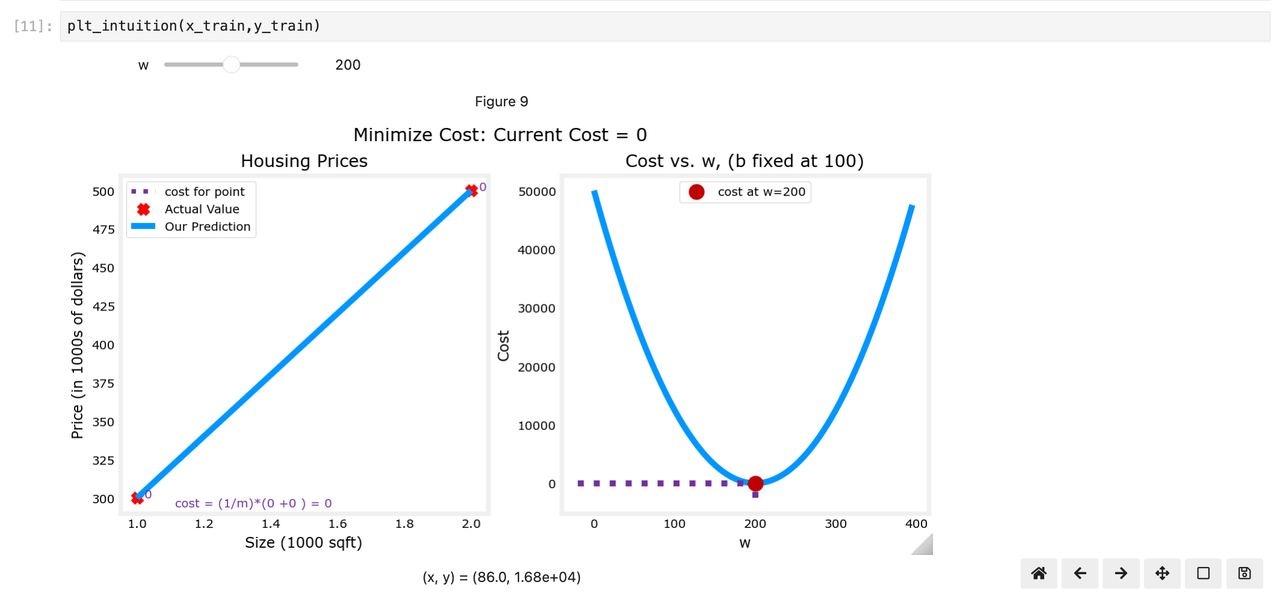 [11]: plt_intuition(x_train,y_train)
w 200
Figure 9
Minimize Cost: Current Cost = 0
Housing Prices
500
475
450
425
400
375
350
325
300
Price (in 1000s of dollars)
cost for point
Actual Value
Our Prediction
0
0
cost = (1/m)*(0 +0 ) = 0
1.0 1.2 1.4 1.6 1.8 2.0
Size (1000 sqft)
Cost vs. w, (b fixed at 100)
50000
40000
30000
20000
10000
0
Cost
cost at w=200
0 100 200 300 400
w
(x, y) = (86.0, 1.68e+04)